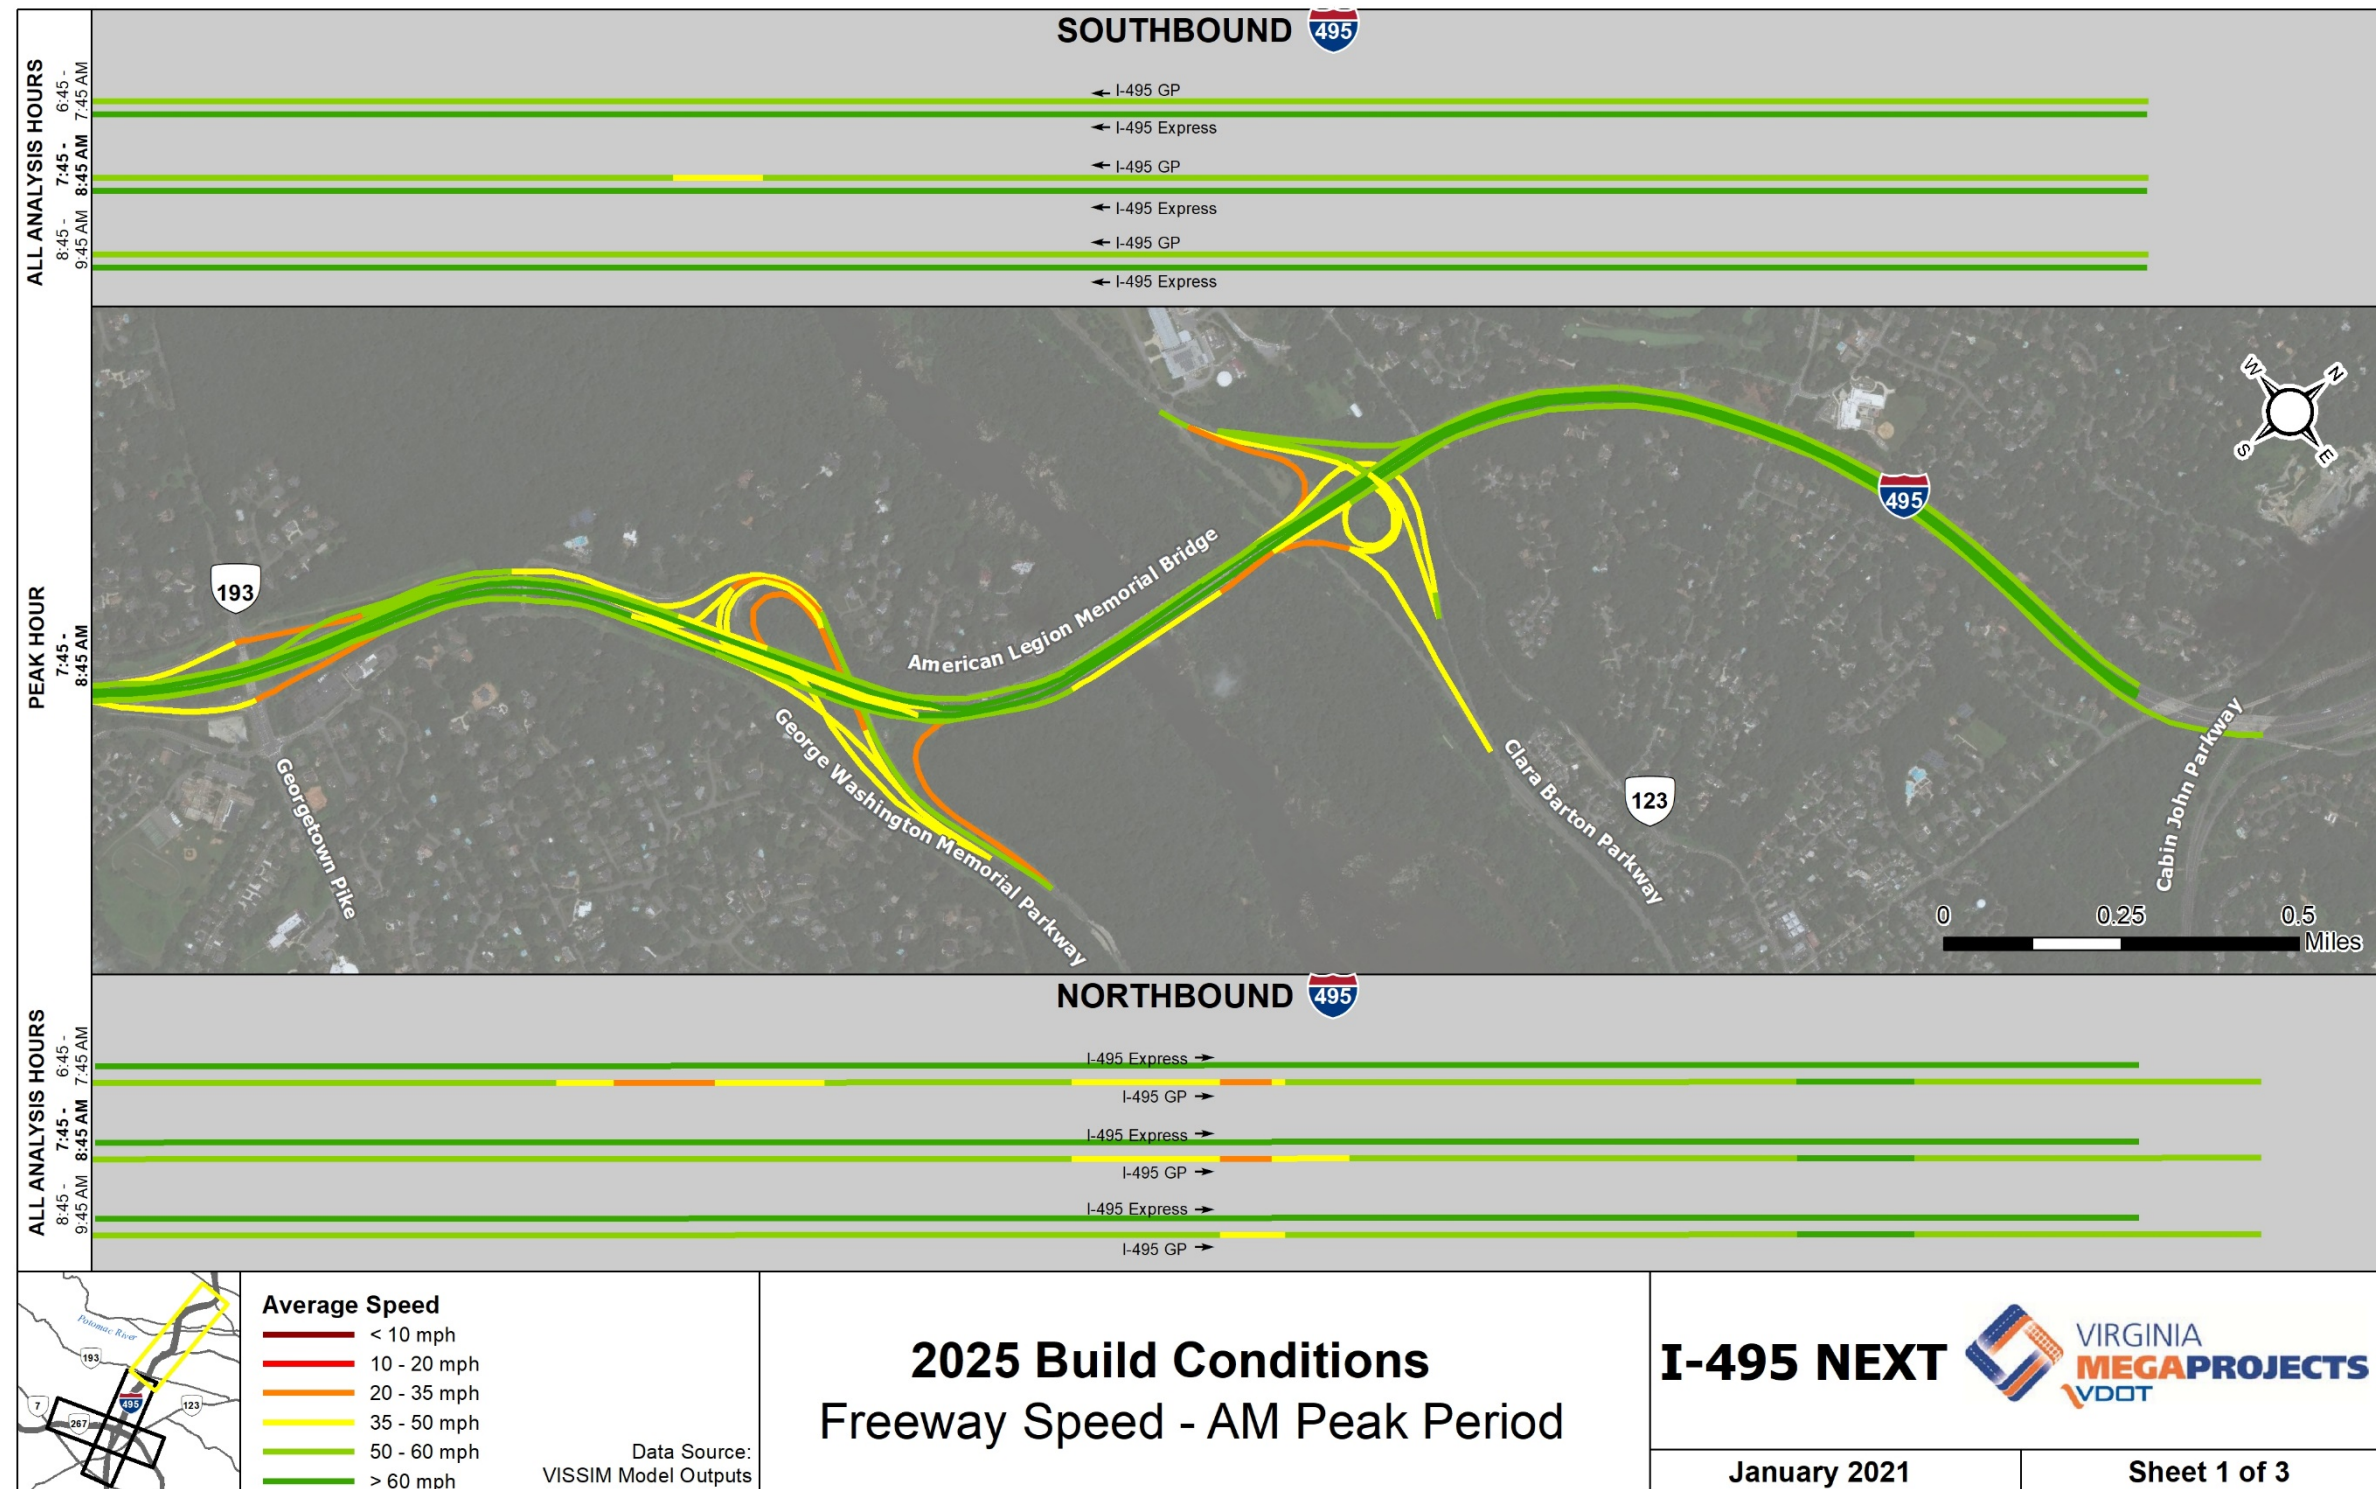 SOUTHBOUND 495
ALL ANALYSIS HOURS
6:45 -
7:45 AM
← I-495 GP
← I-495 Express
7:45 -
8:45 AM
← I-495 GP
← I-495 Express
8:45 -
9:45 AM
← I-495 GP
← I-495 Express
PEAK HOUR
7:45 -
8:45 AM
W
N
S
E
495
193
American Legion Memorial Bridge
George Washington Memorial Parkway
Georgetown Pike
Clara Barton Parkway
123
Cabin John Parkway
0 0.25 0.5
Miles
NORTHBOUND 495
ALL ANALYSIS HOURS
6:45 -
7:45 AM
I-495 Express →
I-495 GP →
7:45 -
8:45 AM
I-495 Express →
I-495 GP →
8:45 -
9:45 AM
I-495 Express →
I-495 GP →
Potomac River
193
495
7
267
123
Average Speed
< 10 mph
10 - 20 mph
20 - 35 mph
35 - 50 mph
50 - 60 mph
> 60 mph
Data Source:
VISSIM Model Outputs
2025 Build Conditions
Freeway Speed - AM Peak Period
I-495 NEXT
VIRGINIA
MEGAPROJECTS
VDOT
January 2021
Sheet 1 of 3